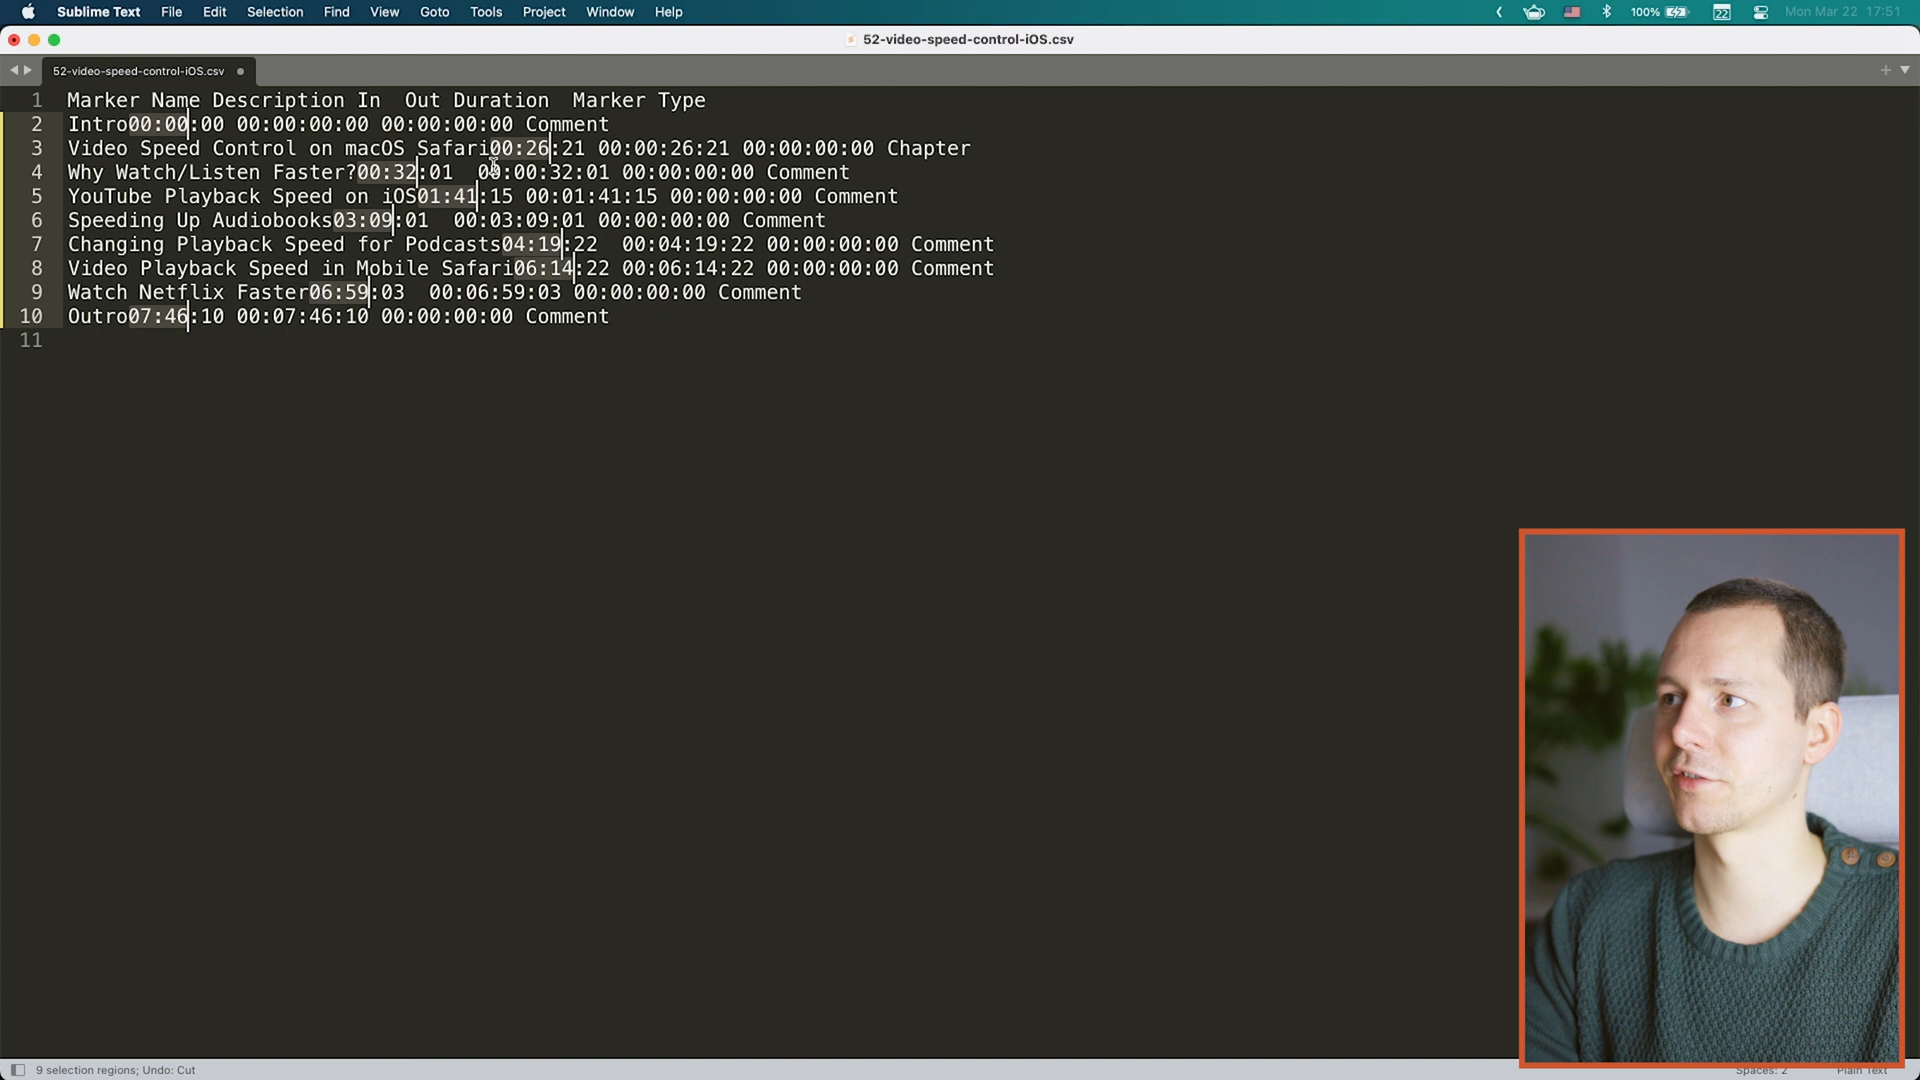 Sublime Text File Edit Selection Find View Goto Tools Project Window Help 100% 22 Mon Mar 22 17:51
52-video-speed-control-iOS.csv
52-video-speed-control-iOS.csv
1 Marker Name Description In Out Duration Marker Type
2 Intro00:00:00 00:00:00:00 00:00:00:00 Comment
3 Video Speed Control on macOS Safari00:26:21 00:00:26:21 00:00:00:00 Chapter
4 Why Watch/Listen Faster?00:32:01 00:00:32:01 00:00:00:00 Comment
5 YouTube Playback Speed on iOS01:41:15 00:01:41:15 00:00:00:00 Comment
6 Speeding Up Audiobooks03:09:01 00:03:09:01 00:00:00:00 Comment
7 Changing Playback Speed for Podcasts04:19:22 00:04:19:22 00:00:00:00 Comment
8 Video Playback Speed in Mobile Safari06:14:22 00:06:14:22 00:00:00:00 Comment
9 Watch Netflix Faster06:59:03 00:06:59:03 00:00:00:00 Comment
10 Outro07:46:10 00:07:46:10 00:00:00:00 Comment
11
9 selection regions; Undo: Cut Spaces: 2 Plain Text